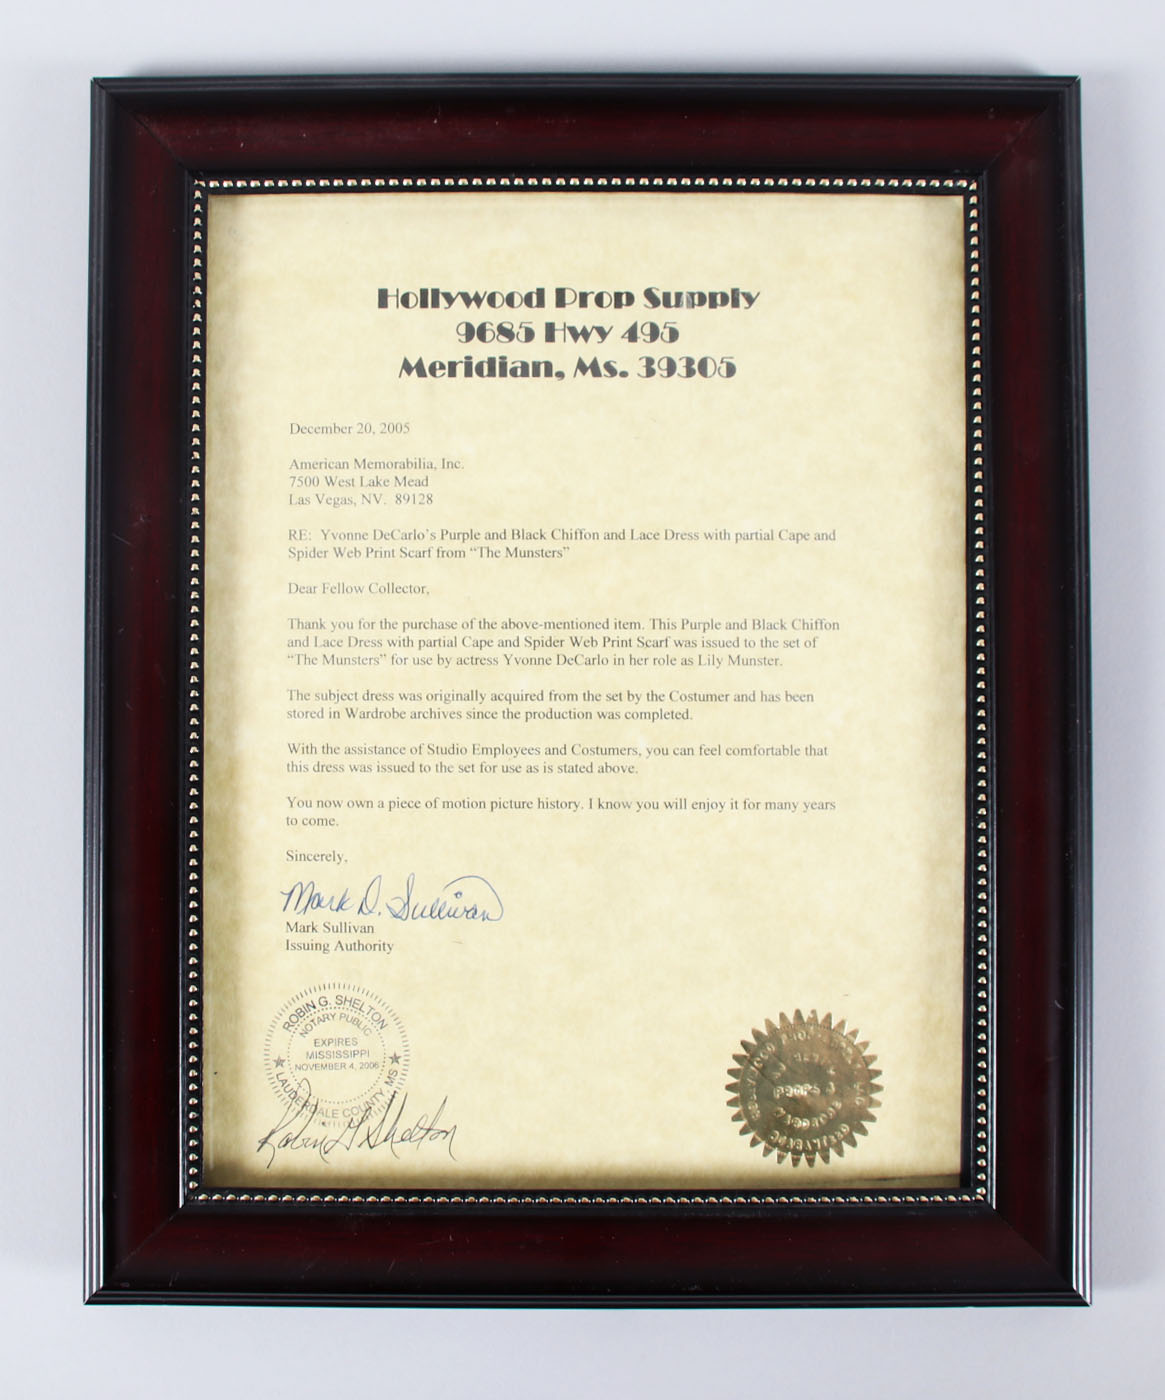 Hollywood Prop Supply
9685 Hwy 495
Meridian, Ms. 39305
December 20, 2005
American Memorabilia, Inc.
7500 West Lake Mead
Las Vegas, NV.  89128
RE:  Yvonne DeCarlo's Purple and Black Chiffon and Lace Dress with partial Cape and
Spider Web Print Scarf from "The Munsters"
Dear Fellow Collector,
Thank you for the purchase of the above-mentioned item. This Purple and Black Chiffon
and Lace Dress with partial Cape and Spider Web Print Scarf was issued to the set of
"The Munsters" for use by actress Yvonne DeCarlo in her role as Lily Munster.
The subject dress was originally acquired from the set by the Costumer and has been
stored in Wardrobe archives since the production was completed.
With the assistance of Studio Employees and Costumers, you can feel comfortable that
this dress was issued to the set for use as is stated above.
You now own a piece of motion picture history. I know you will enjoy it for many years
to come.
Sincerely,
Mark D. Sullivan
Mark Sullivan
Issuing Authority
ROBIN G. SHELTON
NOTARY PUBLIC
EXPIRES
MISSISSIPPI
NOVEMBER 4, 2006
LAUDERDALE COUNTY, MS
Robin G Shelton